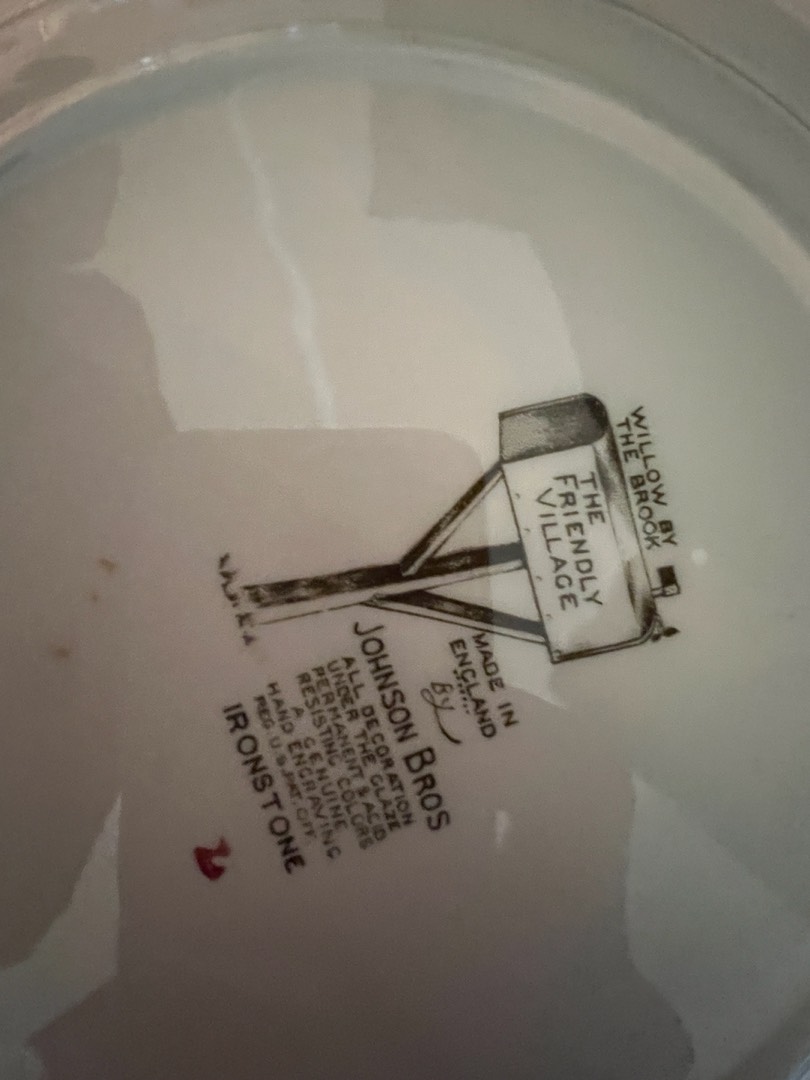 WILLOW BY
THE BROOK
THE
FRIENDLY
VILLAGE
MADE IN
ENGLAND
By
JOHNSON BROS
ALL DECORATION
UNDER THE GLAZE
PERMANENT & ACID
RESISTING COLORS
A GENUINE
HAND ENGRAVING
REG. U.S. PAT. OFF.
IRONSTONE